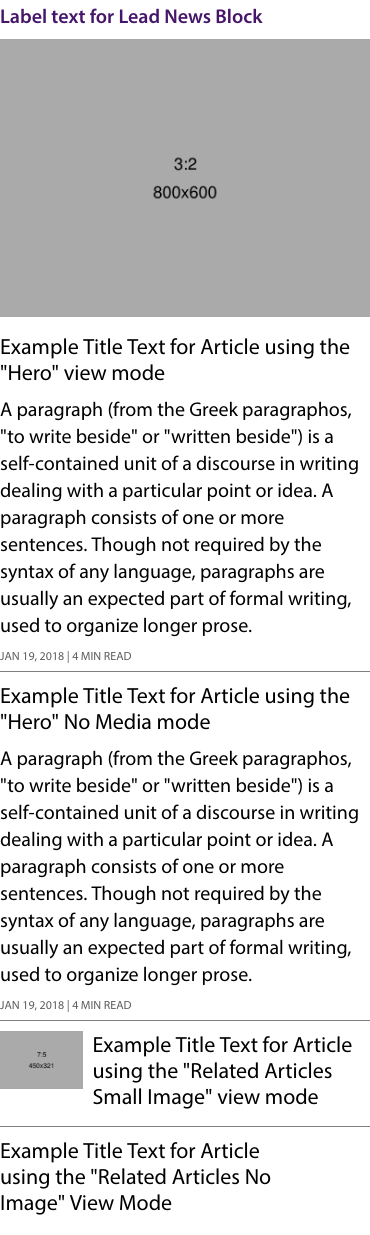 Label text for Lead News Block
3:2
800x600
Example Title Text for Article using the
"Hero" view mode
A paragraph (from the Greek paragraphos,
"to write beside" or "written beside") is a
self-contained unit of a discourse in writing
dealing with a particular point or idea. A
paragraph consists of one or more
sentences. Though not required by the
syntax of any language, paragraphs are
usually an expected part of formal writing,
used to organize longer prose.
JAN 19, 2018 | 4 MIN READ
Example Title Text for Article using the
"Hero" No Media mode
A paragraph (from the Greek paragraphos,
"to write beside" or "written beside") is a
self-contained unit of a discourse in writing
dealing with a particular point or idea. A
paragraph consists of one or more
sentences. Though not required by the
syntax of any language, paragraphs are
usually an expected part of formal writing,
used to organize longer prose.
JAN 19, 2018 | 4 MIN READ
7:5
450x321
Example Title Text for Article
using the "Related Articles
Small Image" view mode
Example Title Text for Article
using the "Related Articles No
Image" View Mode